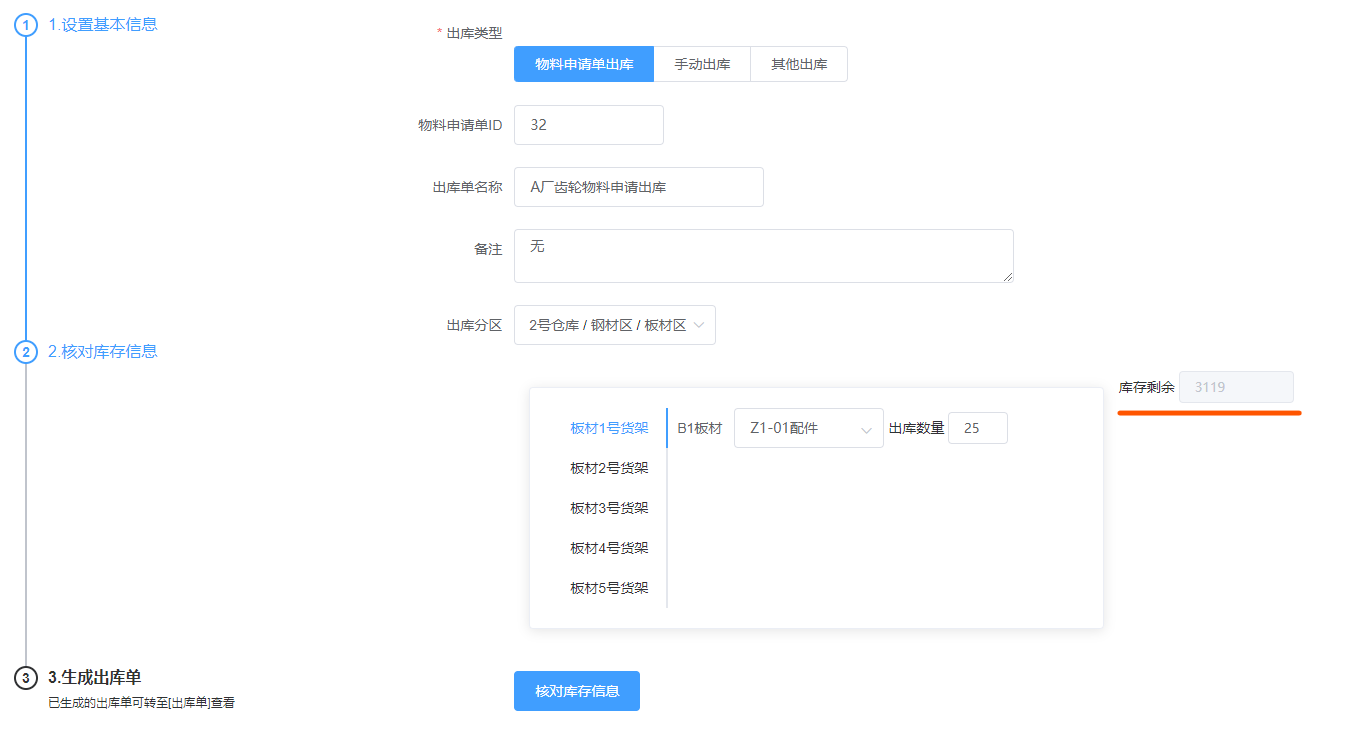 1
1.设置基本信息
* 出库类型
物料申请单出库 手动出库 其他出库
物料申请单ID 32
出库单名称 A厂齿轮物料申请出库
备注 无
出库分区 2号仓库 / 钢材区 / 板材区
2
2.核对库存信息
库存剩余 3119
板材1号货架 B1板材 Z1-01配件 出库数量 25
板材2号货架
板材3号货架
板材4号货架
板材5号货架
3
3.生成出库单
已生成的出库单可转至[出库单]查看
核对库存信息